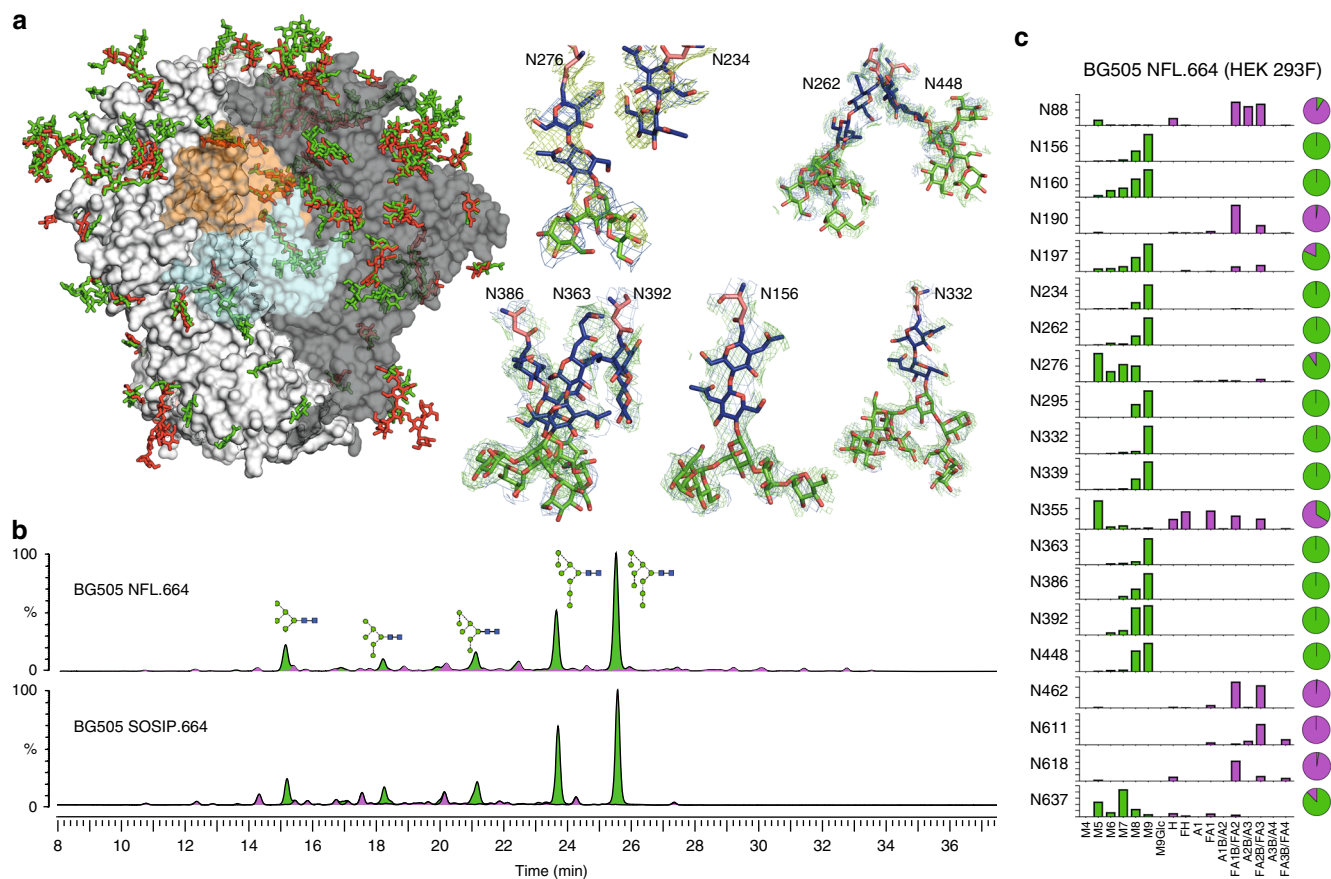 a
N276
N234
N262
N448
N386
N363
N392
N156
N332
b
100
BG505 NFL.664
%
0
100
BG505 SOSIP.664
%
0
8 10 12 14 16 18 20 22 24 26 28 30 32 34 36
Time (min)
c
BG505 NFL.664 (HEK 293F)
N88
N156
N160
N190
N197
N234
N262
N276
N295
N332
N339
N355
N363
N386
N392
N448
N462
N611
N618
N637
M4
M5
M6
M7
M8
M9
M9Glc
H
FH
A1
FA1
A1B/A2
FA1B/FA2
A2B/A3
FA2B/FA3
A3B/A4
FA3B/FA4